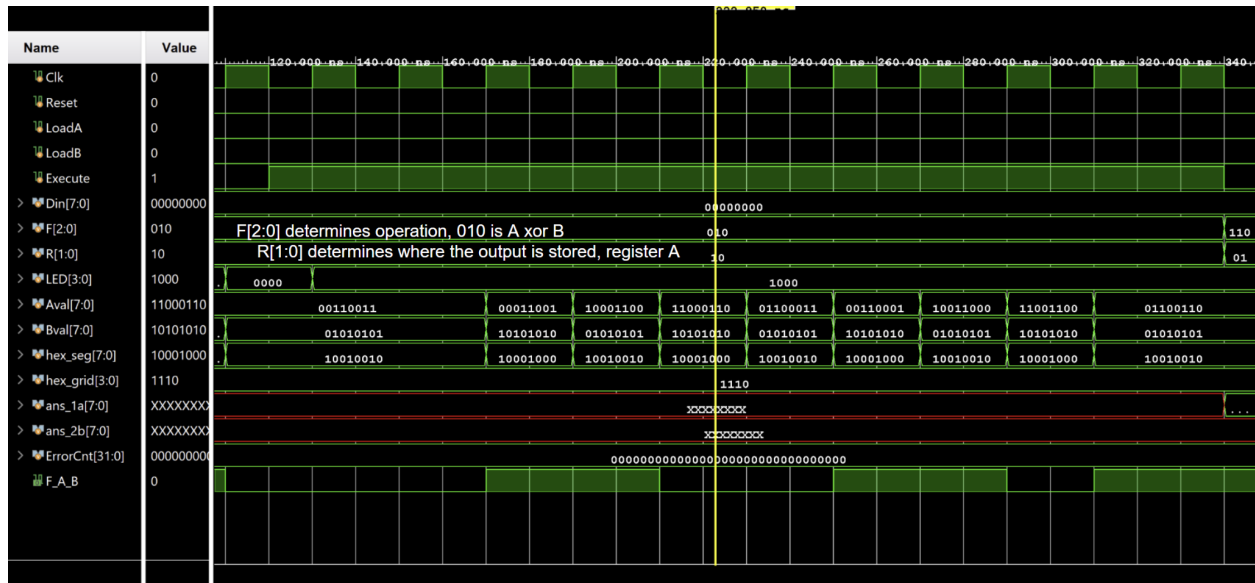 Name Value
120.000 ns 140.000 ns 160.000 ns 180.000 ns 200.000 ns 220.000 ns 240.000 ns 260.000 ns 280.000 ns 300.000 ns 320.000 ns 340
Clk 0
Reset 0
LoadA 0
LoadB 0
Execute 1
Din[7:0] 00000000 00000000
F[2:0] 010 F[2:0] determines operation, 010 is A xor B 010 110
R[1:0] 10 R[1:0] determines where the output is stored, register A 10 01
LED[3:0] 1000 . 0000 1000
Aval[7:0] 11000110 00110011 00011001 10001100 11000110 01100011 00110001 10011000 11001100 01100110
Bval[7:0] 10101010 . 01010101 10101010 01010101 10101010 01010101 10101010 01010101 10101010 01010101
hex_seg[7:0] 10001000 . 10010010 10001000 10010010 10001000 10010010 10001000 10010010 10001000 10010010
hex_grid[3:0] 1110 1110
ans_1a[7:0] XXXXXXXX XXXXXXXX ...
ans_2b[7:0] XXXXXXXX XXXXXXXX
ErrorCnt[31:0] 00000000 00000000000000000000000000000000
F_A_B 0